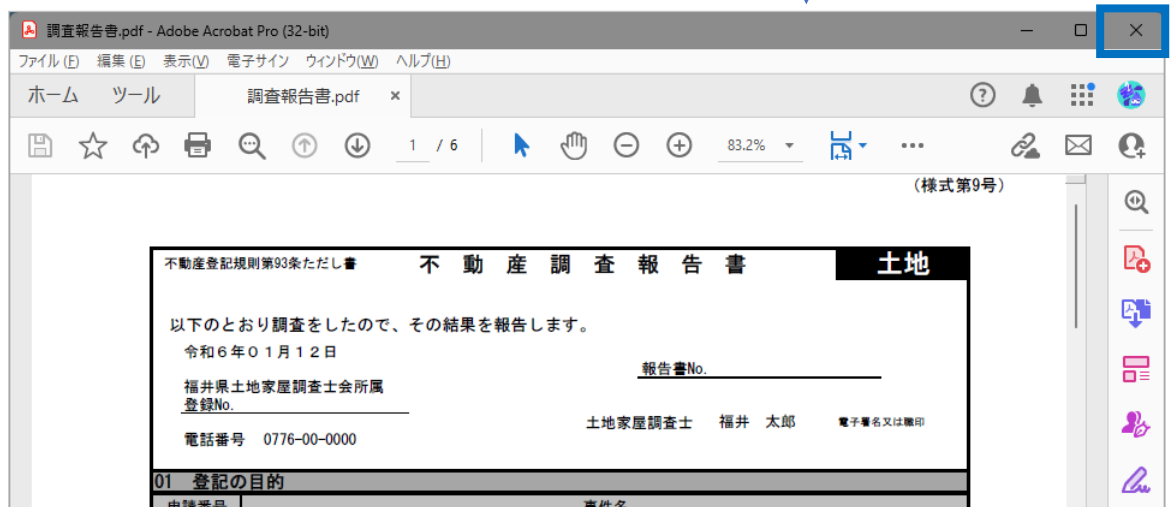 調査報告書.pdf - Adobe Acrobat Pro (32-bit)
ファイル(F) 編集(E) 表示(V) 電子サイン ウィンドウ(W) ヘルプ(H)
ホーム ツール 調査報告書.pdf ×
1 / 6 83.2%
(様式第9号)
不動産登記規則第93条ただし書 不動産調査報告書 土地
以下のとおり調査をしたので、その結果を報告します。
令和6年01月12日
報告書No.
福井県土地家屋調査士会所属
登録No.
土地家屋調査士 福井 太郎 電子署名又は職印
電話番号 0776-00-0000
01 登記の目的
申請番号 事件名